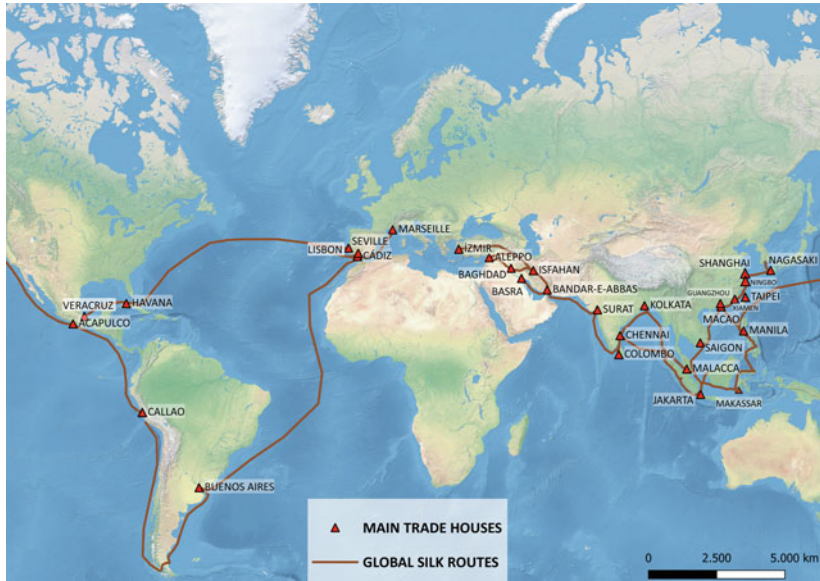 MARSEILLE
SEVILLE
LISBON
CÁDIZ
İZMIR
ALEPPO
BAGHDAD
ISFAHAN
BASRA
BANDAR-E-ABBAS
SHANGHAI
NAGASAKI
NINGBO
GUANGZHOU
TAIPEI
XIAMEN
MACAO
VERACRUZ
HAVANA
ACAPULCO
SURAT
KOLKATA
CHENNAI
COLOMBO
SAIGON
MANILA
MALACCA
JAKARTA
MAKASSAR
CALLAO
BUENOS AIRES
MAIN TRADE HOUSES
GLOBAL SILK ROUTES
0 2.500 5.000 km